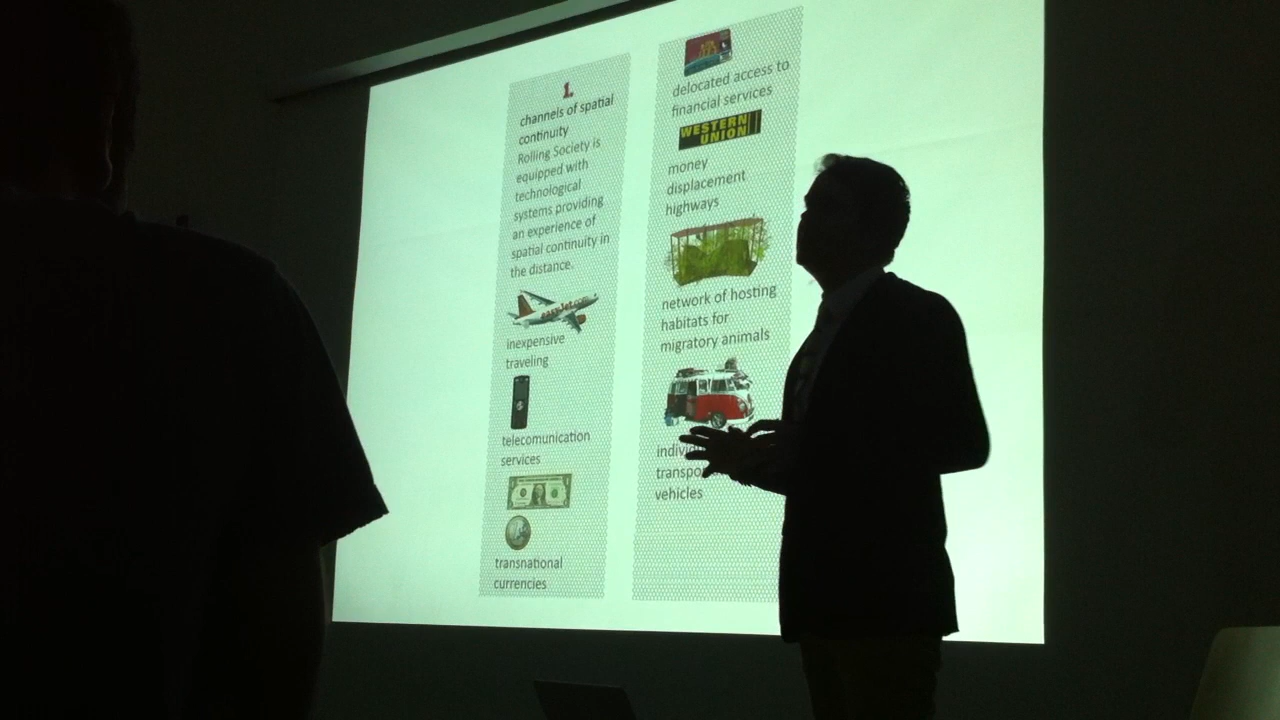 1.
channels of spatial
continuity
Rolling Society is
equipped with
technological
systems providing
an experience of
spatial continuity in
the distance.
easyJet.com
inexpensive
traveling
telecomunication
services
transnational
currencies
delocated access to
financial services
WESTERN
UNION
money
displacement
highways
network of hosting
habitats for
migratory animals
vehicles